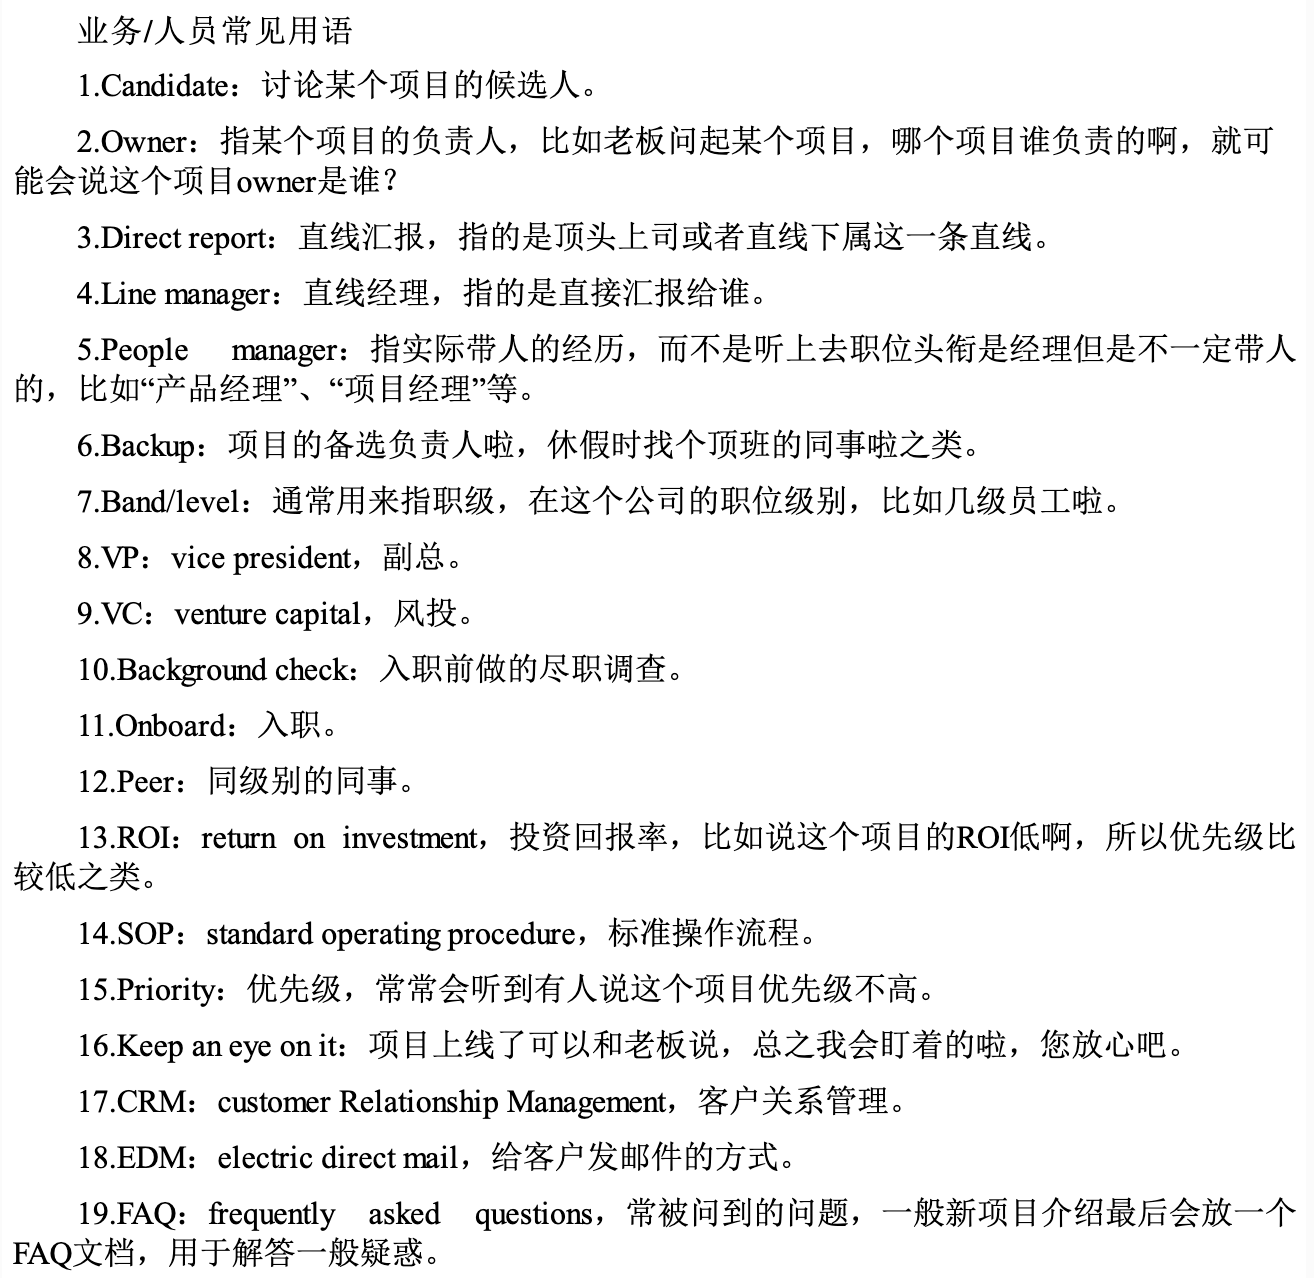 业务/人员常见用语
1.Candidate：讨论某个项目的候选人。
2.Owner：指某个项目的负责人，比如老板问起某个项目，哪个项目谁负责的啊，就可
能会说这个项目owner是谁？
3.Direct report：直线汇报，指的是顶头上司或者直线下属这一条直线。
4.Line manager：直线经理，指的是直接汇报给谁。
5.People manager：指实际带人的经历，而不是听上去职位头衔是经理但是不一定带人
的，比如“产品经理”、“项目经理”等。
6.Backup：项目的备选负责人啦，休假时找个顶班的同事啦之类。
7.Band/level：通常用来指职级，在这个公司的职位级别，比如几级员工啦。
8.VP：vice president，副总。
9.VC：venture capital，风投。
10.Background check：入职前做的尽职调查。
11.Onboard：入职。
12.Peer：同级别的同事。
13.ROI：return on investment，投资回报率，比如说这个项目的ROI低啊，所以优先级比
较低之类。
14.SOP：standard operating procedure，标准操作流程。
15.Priority：优先级，常常会听到有人说这个项目优先级不高。
16.Keep an eye on it：项目上线了可以和老板说，总之我会盯着的啦，您放心吧。
17.CRM：customer Relationship Management，客户关系管理。
18.EDM：electric direct mail，给客户发邮件的方式。
19.FAQ：frequently asked questions，常被问到的问题，一般新项目介绍最后会放一个
FAQ文档，用于解答一般疑惑。